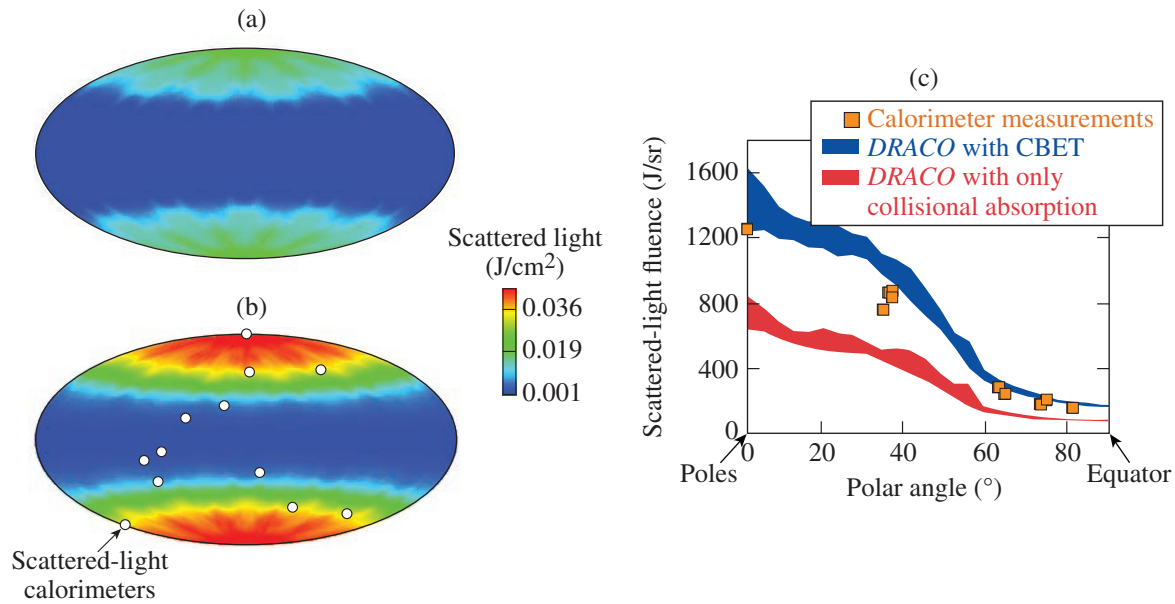 (a)
Scattered light
(J/cm2)
0.036
0.019
0.001
(b)
Scattered-light
calorimeters
(c)
Calorimeter measurements
DRACO with CBET
DRACO with only
collisional absorption
Scattered-light fluence (J/sr)
1600
1200
800
400
0
0
20
40
60
80
Poles
Equator
Polar angle (°)